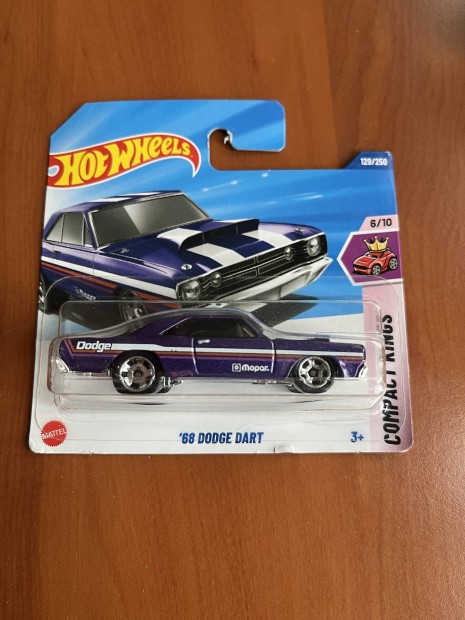 HOT WHEELS
129/250
6/10
COMPACT KINGS
Dodge
Mopar
MATTEL
'68 DODGE DART
3+